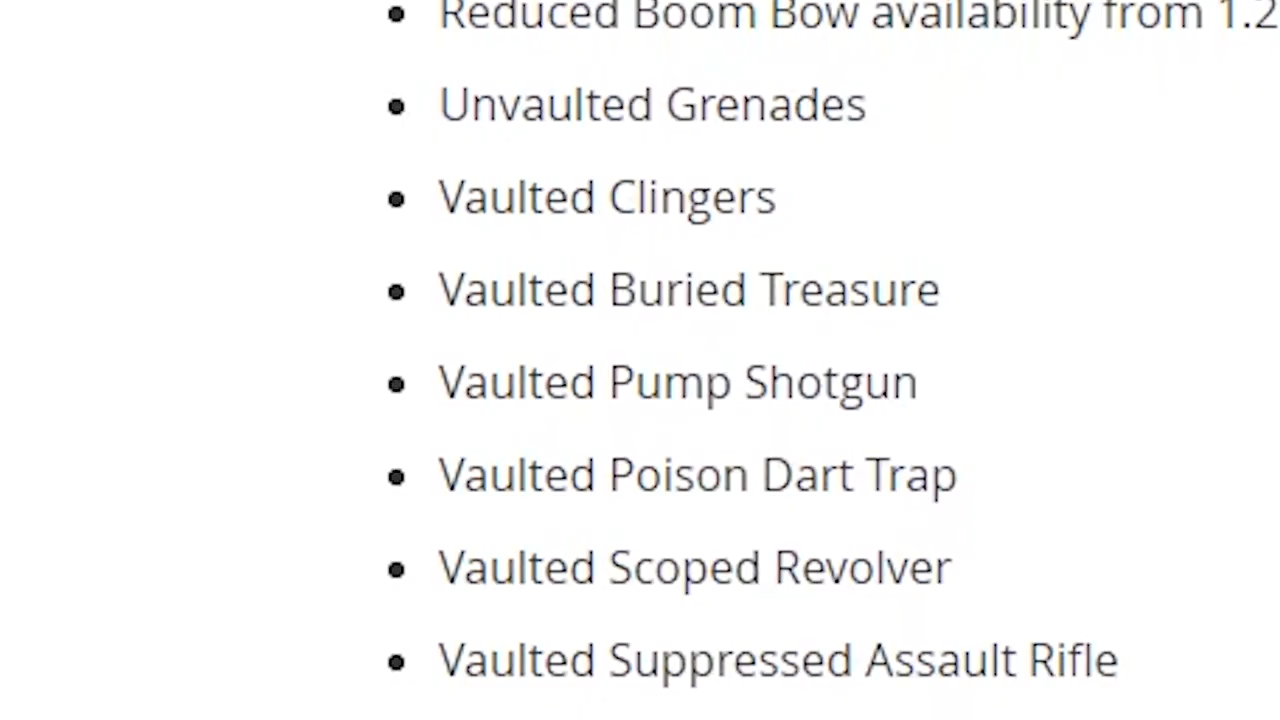 Reduced Boom Bow availability from 1.2
Unvaulted Grenades
Vaulted Clingers
Vaulted Buried Treasure
Vaulted Pump Shotgun
Vaulted Poison Dart Trap
Vaulted Scoped Revolver
Vaulted Suppressed Assault Rifle